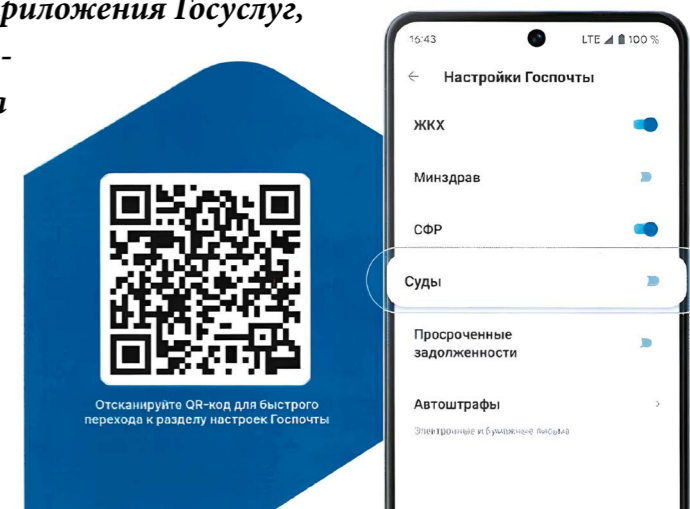 риложения Госуслуг,
-
а
Отсканируйте QR-код для быстрого
перехода к разделу настроек Госпочты
16:43
LTE 100 %
Настройки Госпочты
ЖКХ
Минздрав
СФР
Суды
Просроченные
задолженности
Автоштрафы
Электронные и бумажные письма